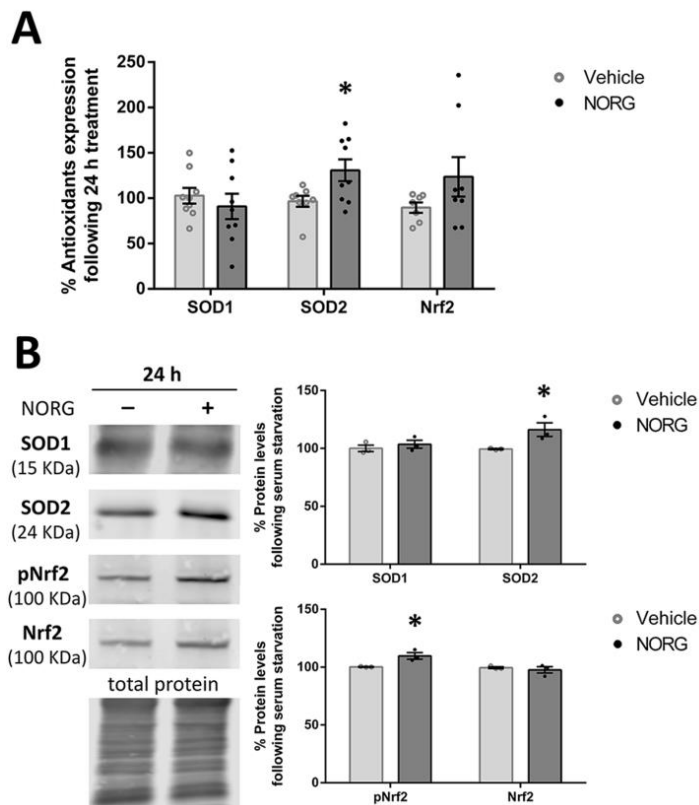 A
% Antioxidants expression
following 24 h treatment
250
200
150
100
50
0
*
SOD1
SOD2
Nrf2
Vehicle
NORG
B
24 h
NORG
−
+
SOD1
(15 KDa)
SOD2
(24 KDa)
pNrf2
(100 KDa)
Nrf2
(100 KDa)
total protein
% Protein levels
following serum starvation
150
100
50
0
*
SOD1
SOD2
Vehicle
NORG
% Protein levels
following serum starvation
150
100
50
0
*
pNrf2
Nrf2
Vehicle
NORG